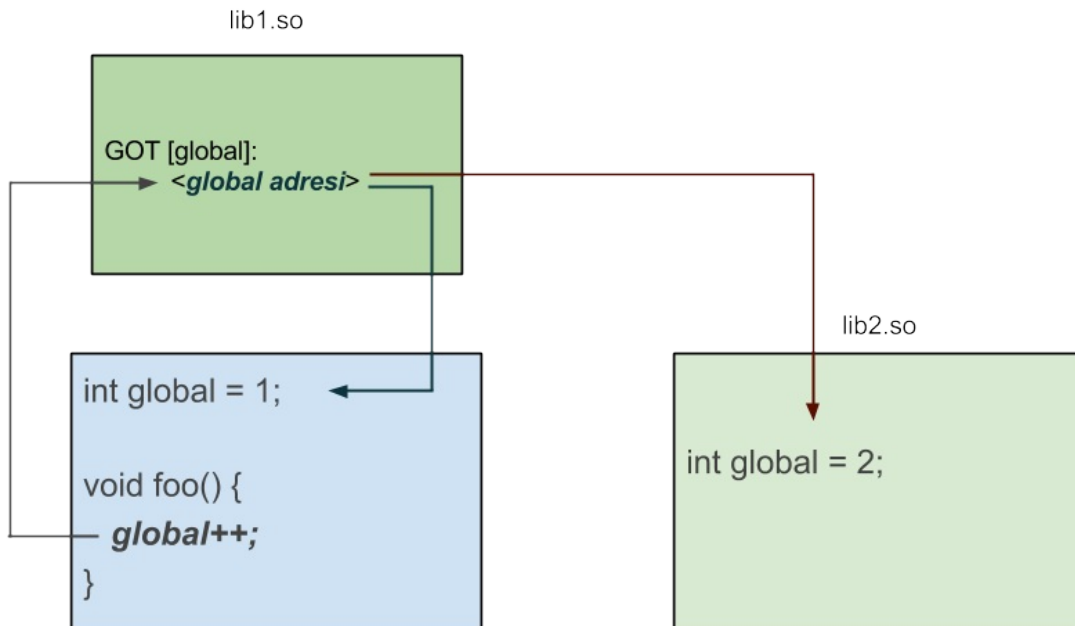 lib1.so
GOT [global]:
<global adresi>
lib2.so
int global = 1;
void foo() {
global++;
}
int global = 2;